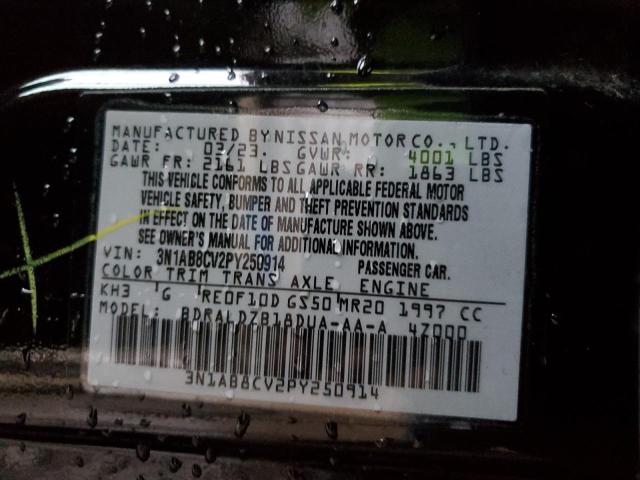 MANUFACTURED BY NISSAN MOTOR CO., LTD.
DATE: 03/23. GVWR: 4001 LBS
GAWR FR: 2161 LBS GAWR RR: 1863 LBS
THIS VEHICLE CONFORMS TO ALL APPLICABLE FEDERAL MOTOR
VEHICLE SAFETY, BUMPER AND THEFT PREVENTION STANDARDS
IN EFFECT ON THE DATE OF MANUFACTURE SHOWN ABOVE.
SEE OWNER'S MANUAL FOR ADDITIONAL INFORMATION.
VIN: 3N1AB8CV2PY250914 PASSENGER CAR.
COLOR TRIM TRANS AXLE ENGINE
KH3 G RE0F10D GS50 MR20 1997 CC
MODEL: BDRALDZB18DUA-AA-A 4Z000
3N1AB8CV2PY250914